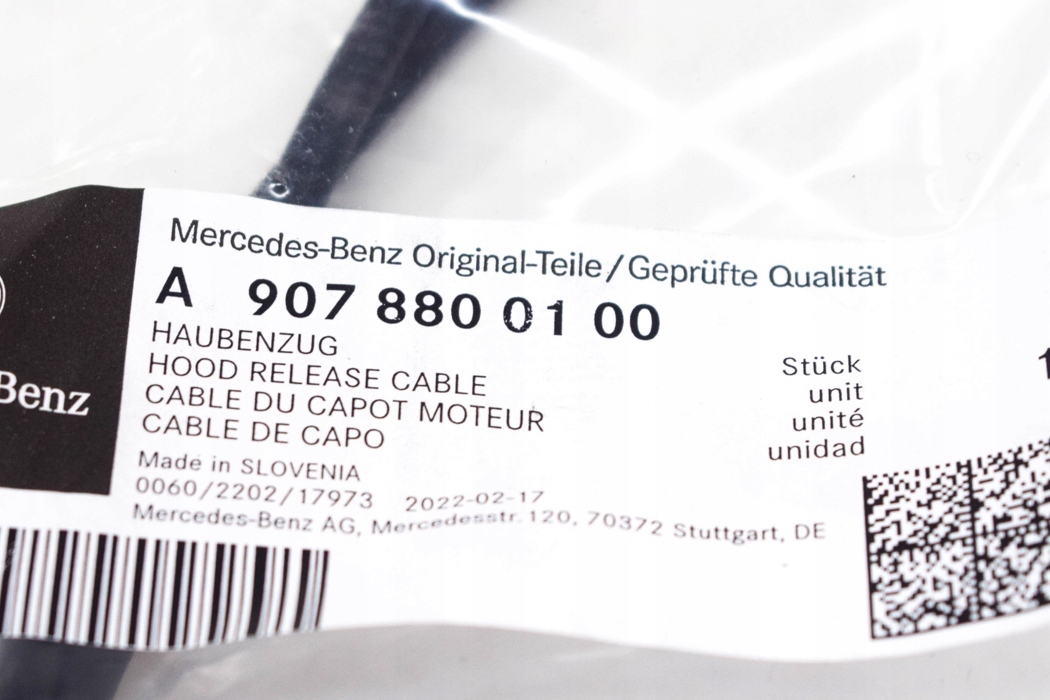 Mercedes-Benz Original-Teile/Geprüfte Qualität
A 907 880 01 00
HAUBENZUG
HOOD RELEASE CABLE
CABLE DU CAPOT MOTEUR
CABLE DE CAPO
Stück
unit
unité
unidad
1
Benz
Made in SLOVENIA
0060/2202/17973 2022-02-17
Mercedes-Benz AG, Mercedesstr. 120, 70372 Stuttgart, DE